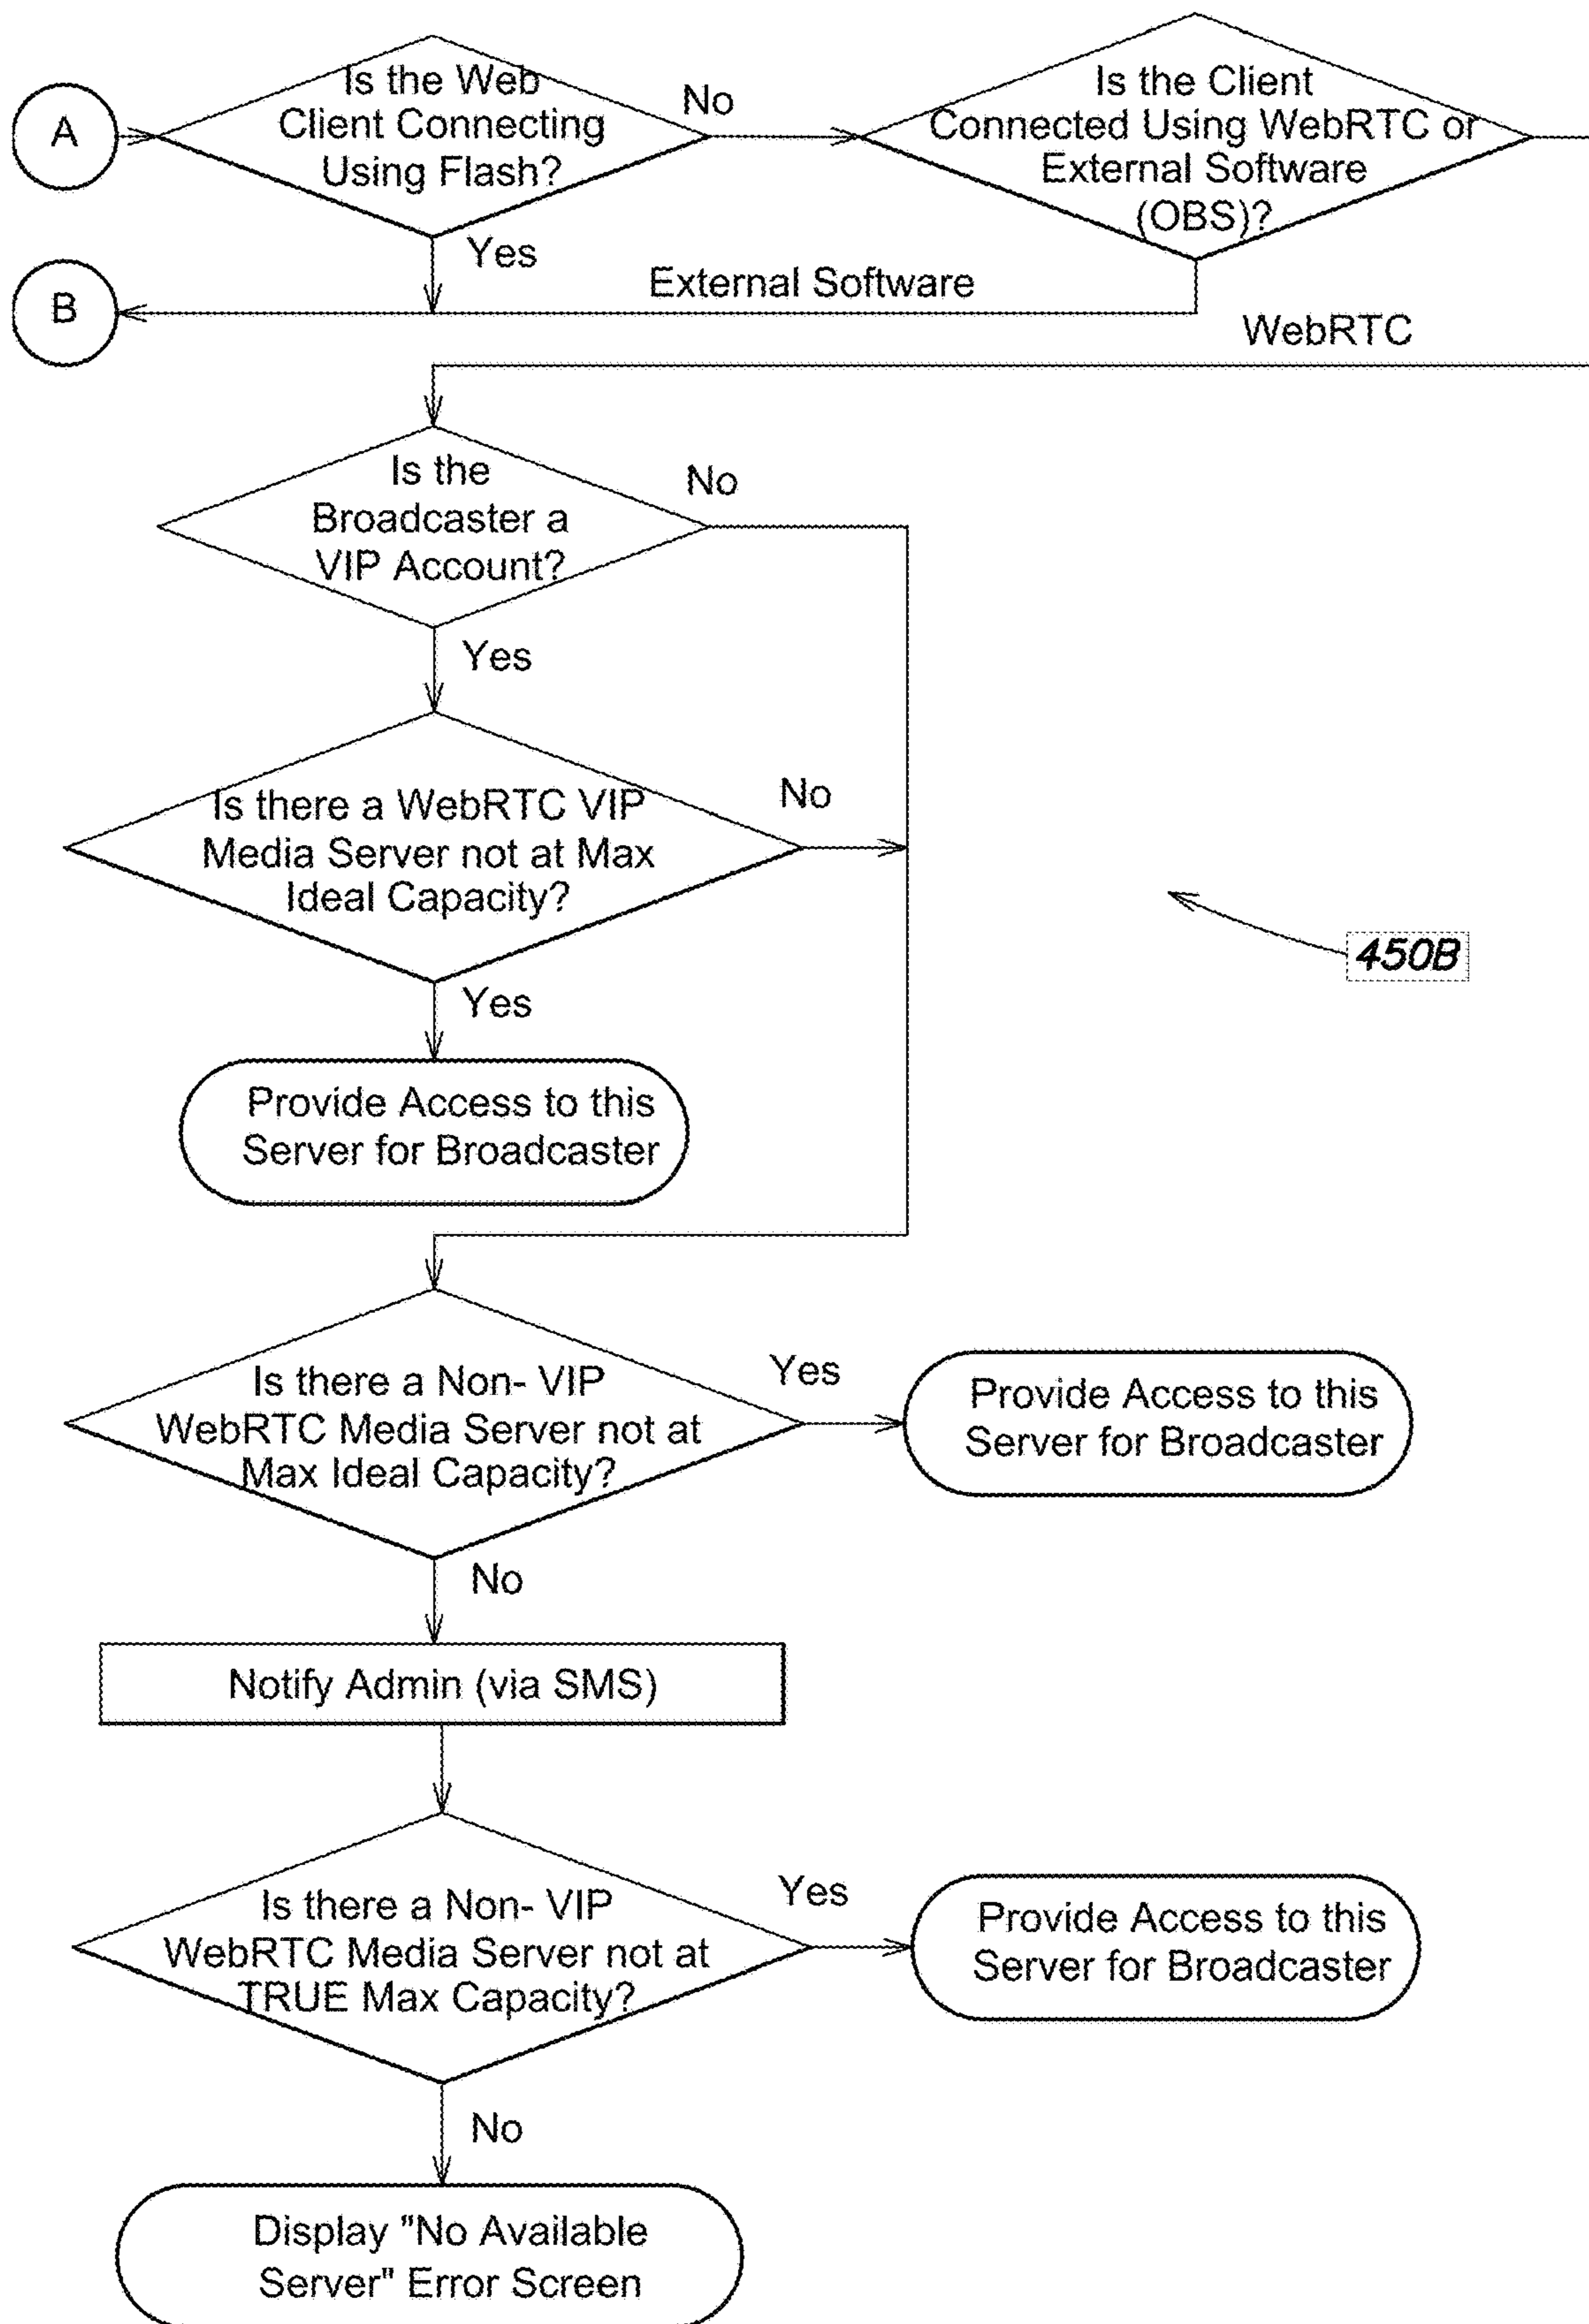 A
Is the Web
Client Connecting
Using Flash?
No
Is the Client
Connected Using WebRTC or
External Software
(OBS)?
Yes
External Software
B
WebRTC
Is the
Broadcaster a
VIP Account?
No
Yes
Is there a WebRTC VIP
Media Server not at Max
Ideal Capacity?
No
450B
Yes
Provide Access to this
Server for Broadcaster
Is there a Non- VIP
WebRTC Media Server not at
Max Ideal Capacity?
Yes
Provide Access to this
Server for Broadcaster
No
Notify Admin (via SMS)
Is there a Non- VIP
WebRTC Media Server not at
TRUE Max Capacity?
Yes
Provide Access to this
Server for Broadcaster
No
Display "No Available
Server" Error Screen